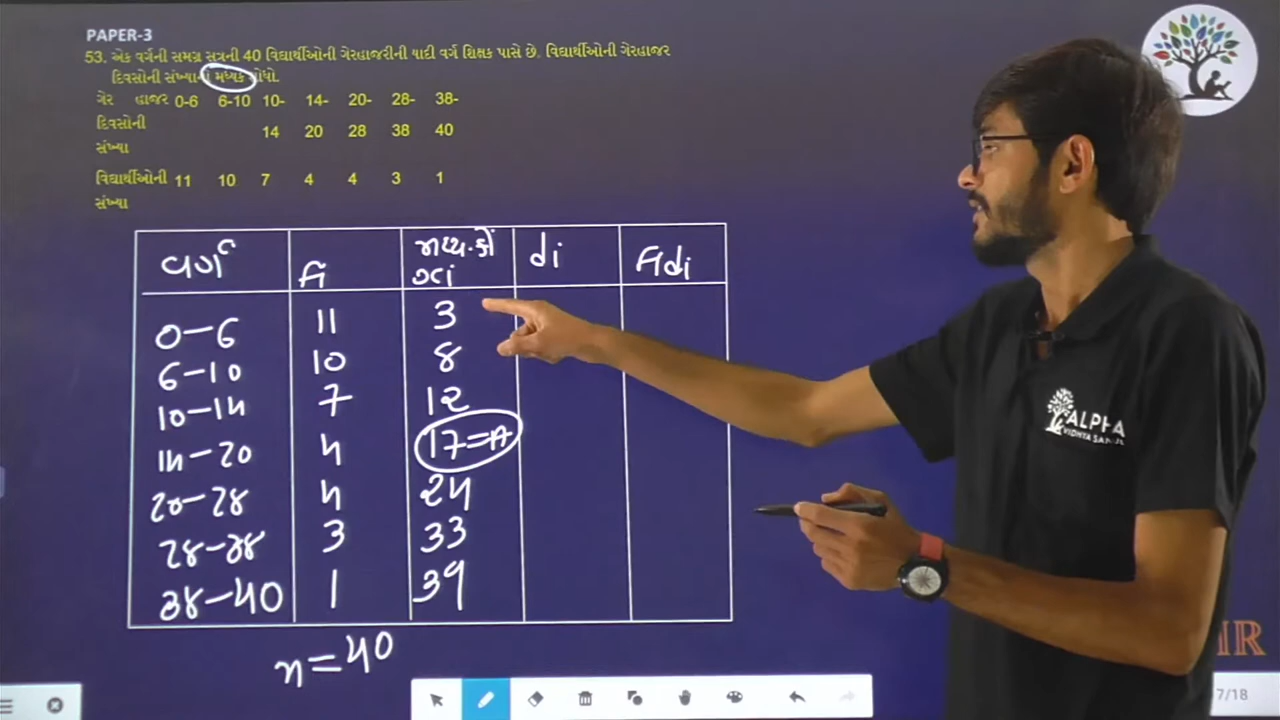 PAPER-3
53. એક વર્ગની સમગ્ર સત્રની 40 વિદ્યાર્થીઓની ગેરહાજરીની યાદી વર્ગ શિક્ષક પાસે છે. વિદ્યાર્થીઓની ગેરહાજર
દિવસોની સંખ્યાનો મધ્યક શોધો.
ગેર હાજર 0-6 6-10 10- 14- 20- 28- 38-
દિવસોની 14 20 28 38 40
સંખ્યા
વિદ્યાર્થીઓની 11 10 7 4 4 3 1
સંખ્યા
વર્ગ fi મધ્ય.કીં xi di fidi
0-6 11 3
6-10 10 8
10-14 7 12
14-20 4 17=A
20-28 4 24
28-38 3 33
38-40 1 39
n=40
ALPHA
VIDHYA SANKUL
IR
7/18